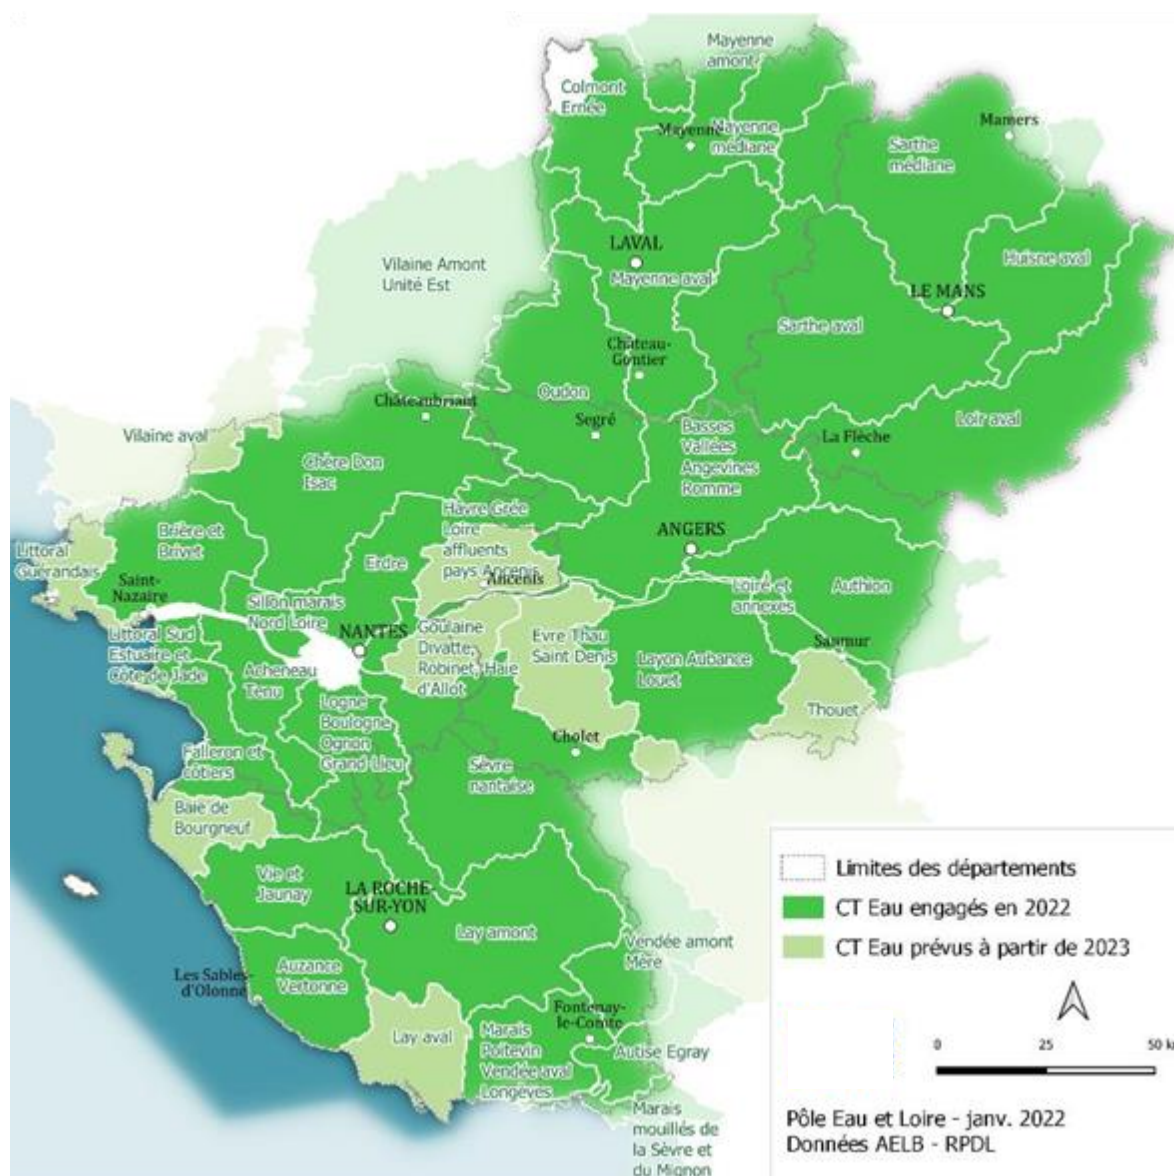 Mayenne
amont
Colmont
Ernée
Mayenne
Mayenne
médiane
Mamers
Sarthe
médiane
Vilaine Amont
Unité Est
LAVAL
Mayenne aval
Huisne aval
LE MANS
Sarthe aval
Château-
Gontier
Oudon
Châteaubriant
Segré
Basses
Vallées
Angevines
Romme
La Flèche
Loir aval
Vilaine aval
Chère Don
Isac
Hâvre Grée
Loire
affluents
pays Ancenis
Ancenis
ANGERS
Brière et
Brivet
Erdre
Littoral
Guérandais
Saint-
Nazaire
Sillon marais
Nord Loire
Loire et
annexes
Authion
NANTES
Goulaine
Divatte,
Robinet, Haie
d'Allot
Evre Thau
Saint Denis
Saumur
Littoral Sud
Estuaire et
Côte de Jade
Acheneau
Tenu
Layon Aubance
Louet
Thouet
Logne
Boulogne
Ognon
Grand Lieu
Cholet
Falleron et
côtiers
Sèvre
nantaise
Baie de
Bourgneuf
Vie et
Jaunay
LA ROCHE-
SUR-YON
Lay amont
Vendée amont
Mère
Les Sables-
d'Olonne
Auzance
Vertonne
Fontenay-
le-Comte
Lay aval
Marais
Poitevin
Vendée aval
Longèves
Autise Egray
Marais
mouillés de
la Sèvre et
du Mignon
Limites des départements
CT Eau engagés en 2022
CT Eau prévus à partir de 2023
0 25 50 k
Pôle Eau et Loire - janv. 2022
Données AELB - RPDL